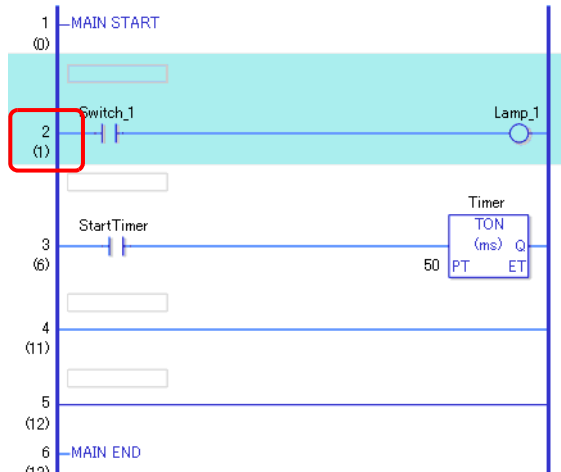 1 MAIN START
(0)
Switch_1 Lamp_1
2
(1)
Timer
StartTimer TON
3 (ms) Q
(6) 50 PT ET
4
(11)
5
(12)
6 MAIN END